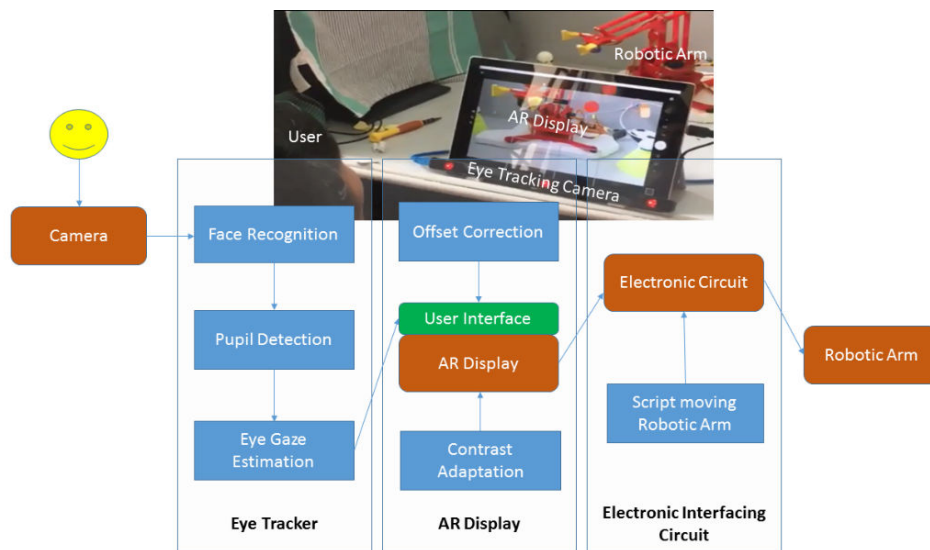 Robotic Arm
AR Display
User
Eye Tracking Camera
Camera
Face Recognition
Offset Correction
Electronic Circuit
User Interface
Pupil Detection
AR Display
Robotic Arm
Script moving
Robotic Arm
Eye Gaze
Estimation
Contrast
Adaptation
Eye Tracker
AR Display
Electronic Interfacing
Circuit